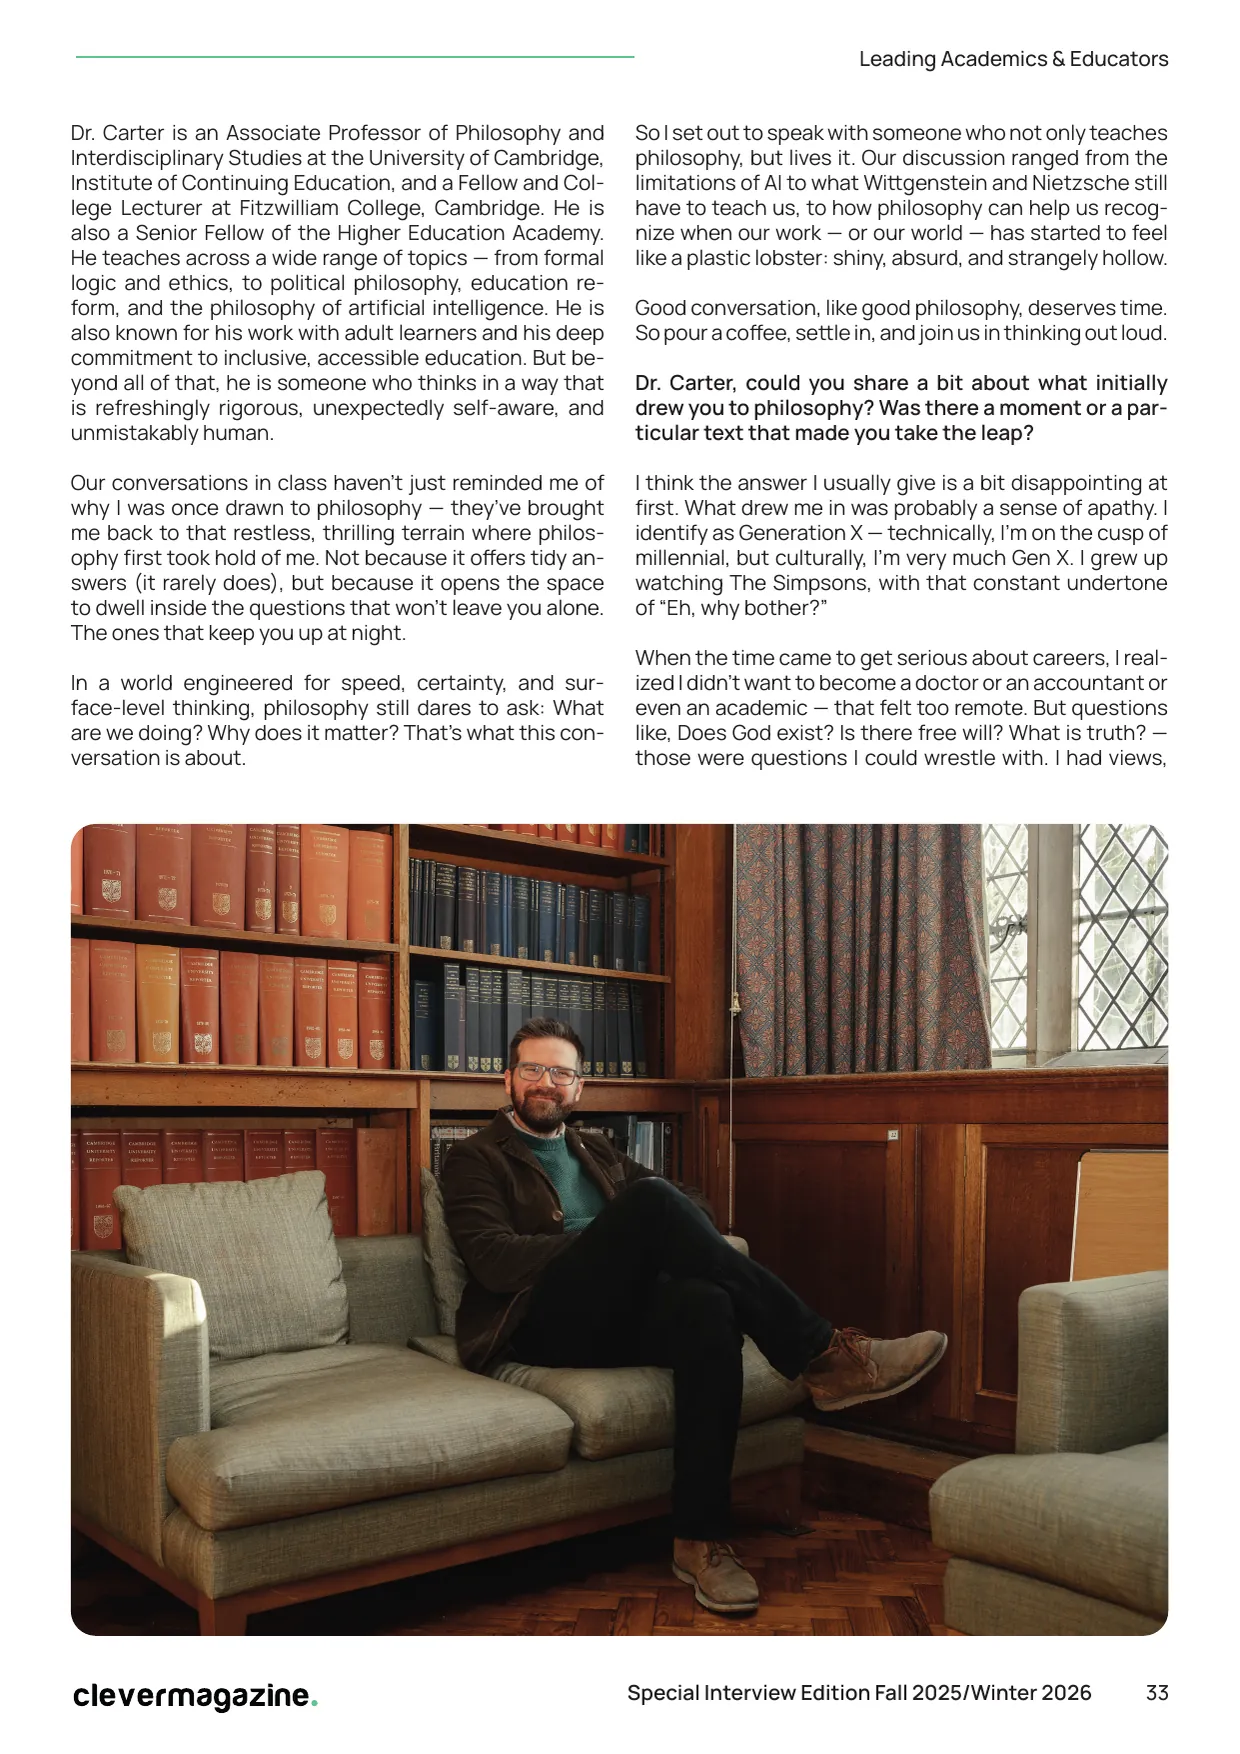 Leading Academics & Educators
Dr. Carter is an Associate Professor of Philosophy and
Interdisciplinary Studies at the University of Cambridge,
Institute of Continuing Education, and a Fellow and Col-
lege Lecturer at Fitzwilliam College, Cambridge. He is
also a Senior Fellow of the Higher Education Academy.
He teaches across a wide range of topics — from formal
logic and ethics, to political philosophy, education re-
form, and the philosophy of artificial intelligence. He is
also known for his work with adult learners and his deep
commitment to inclusive, accessible education. But be-
yond all of that, he is someone who thinks in a way that
is refreshingly rigorous, unexpectedly self-aware, and
unmistakably human.
Our conversations in class haven't just reminded me of
why I was once drawn to philosophy — they've brought
me back to that restless, thrilling terrain where philos-
ophy first took hold of me. Not because it offers tidy an-
swers (it rarely does), but because it opens the space
to dwell inside the questions that won't leave you alone.
The ones that keep you up at night.
In a world engineered for speed, certainty, and sur-
face-level thinking, philosophy still dares to ask: What
are we doing? Why does it matter? That's what this con-
versation is about.
So I set out to speak with someone who not only teaches
philosophy, but lives it. Our discussion ranged from the
limitations of AI to what Wittgenstein and Nietzsche still
have to teach us, to how philosophy can help us recog-
nize when our work — or our world — has started to feel
like a plastic lobster: shiny, absurd, and strangely hollow.
Good conversation, like good philosophy, deserves time.
So pour a coffee, settle in, and join us in thinking out loud.
Dr. Carter, could you share a bit about what initially
drew you to philosophy? Was there a moment or a par-
ticular text that made you take the leap?
I think the answer I usually give is a bit disappointing at
first. What drew me in was probably a sense of apathy. I
identify as Generation X — technically, I'm on the cusp of
millennial, but culturally, I'm very much Gen X. I grew up
watching The Simpsons, with that constant undertone
of “Eh, why bother?”
When the time came to get serious about careers, I real-
ized I didn't want to become a doctor or an accountant or
even an academic — that felt too remote. But questions
like, Does God exist? Is there free will? What is truth? —
those were questions I could wrestle with. I had views,
CAMBRIDGE
UNIVERSITY
REPORTER
clevermagazine.
Special Interview Edition Fall 2025/Winter 2026
33